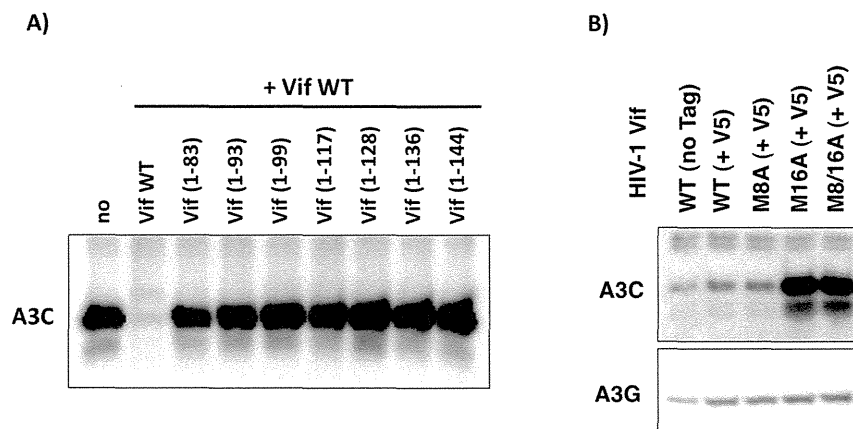 A)
+ Vif WT
no
Vif WT
Vif (1-83)
Vif (1-93)
Vif (1-99)
Vif (1-117)
Vif (1-128)
Vif (1-136)
Vif (1-144)
A3C
B)
HIV-1 Vif
WT (no Tag)
WT (+ V5)
M8A (+ V5)
M16A (+ V5)
M8/16A (+ V5)
A3C
A3G